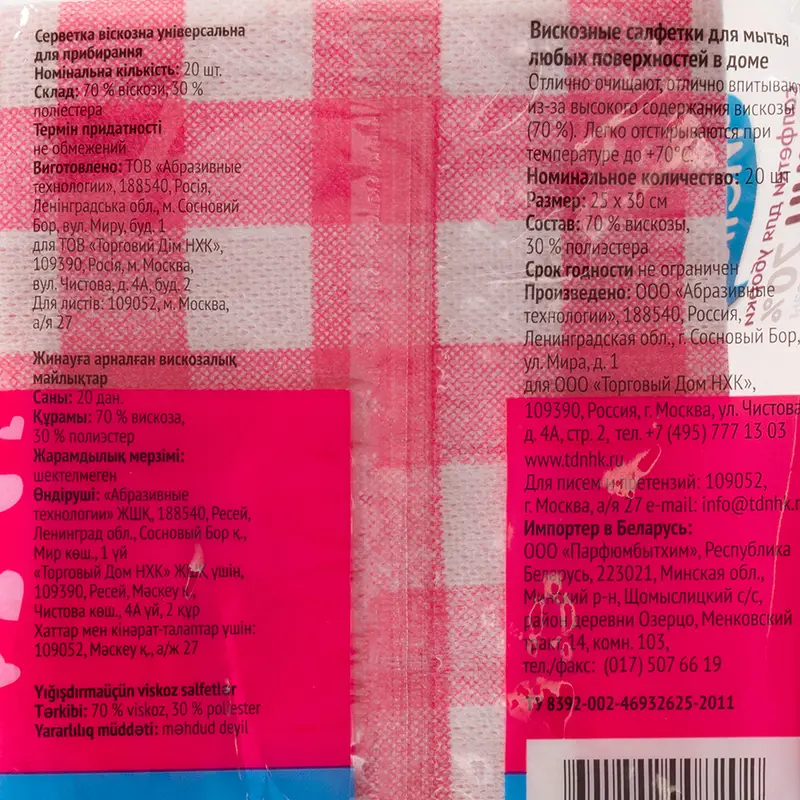 Серветка віскозна універсальна
для прибирання
Номінальна кількість: 20 шт.
Склад: 70 % віскози, 30 %
поліестера
Термін придатності
не обмежений
Виготовлено: ТОВ «Абразивные
технологии», 188540, Росія,
Ленінградська обл., м. Сосновий
Бор, вул. Миру, буд. 1
для ТОВ «Торговий Дім НХК»,
109390, Росія, м. Москва,
вул. Чистова, д. 4А, буд. 2
Для листів: 109052, м. Москва,
а/я 27
Жинауға арналған вискозалық
майлықтар
Саны: 20 дан.
Құрамы: 70 % вискоза,
30 % полиэстер
Жарамдылық мерзімі:
шектелмеген
Өндіруші: «Абразивные
технологии» ЖШҚ, 188540, Ресей,
Ленинград обл., Сосновый Бор қ.,
Мир көш., 1 үй
«Торговый Дом НХК» ЖШҚ үшін,
109390, Ресей, Мәскеу қ.,
Чистова көш., 4А үй, 2 құр
Хаттар мен кінәрат-талаптар үшін:
109052, Мәскеу қ., а/ж 27
Yığışdırmaüçün viskoz salfetlər
Tərkibi: 70 % viskoz, 30 % poliester
Yararlılıq müddəti: məhdud deyil
Вискозные салфетки для мытья
любых поверхностей в доме
Отлично очищают, отлично впитывают
из-за высокого содержания вискозы
(70 %). Легко отстирываются при
температуре до +70°C.
Номинальное количество: 20 шт
Размер: 25 х 30 см
Состав: 70 % вискозы,
30 % полиэстера
Срок годности не ограничен
Произведено: ООО «Абразивные
технологии», 188540, Россия,
Ленинградская обл., г. Сосновый Бор,
ул. Мира, д. 1
для ООО «Торговый Дом НХК»,
109390, Россия, г. Москва, ул. Чистова
д. 4А, стр. 2, тел. +7 (495) 777 13 03
www.tdnhk.ru
Для писем и претензий: 109052,
г. Москва, а/я 27 e-mail: info@tdnhk.r
Импортер в Беларусь:
ООО «Парфюмбытхим», Республика
Беларусь, 223021, Минская обл.,
Минский р-н, Щомыслицкий с/с,
район деревни Озерцо, Менковский
тракт, 14, комн. 103,
тел./факс: (017) 507 66 19
ТУ 8392-002-46932625-2011
салфетки для уборки